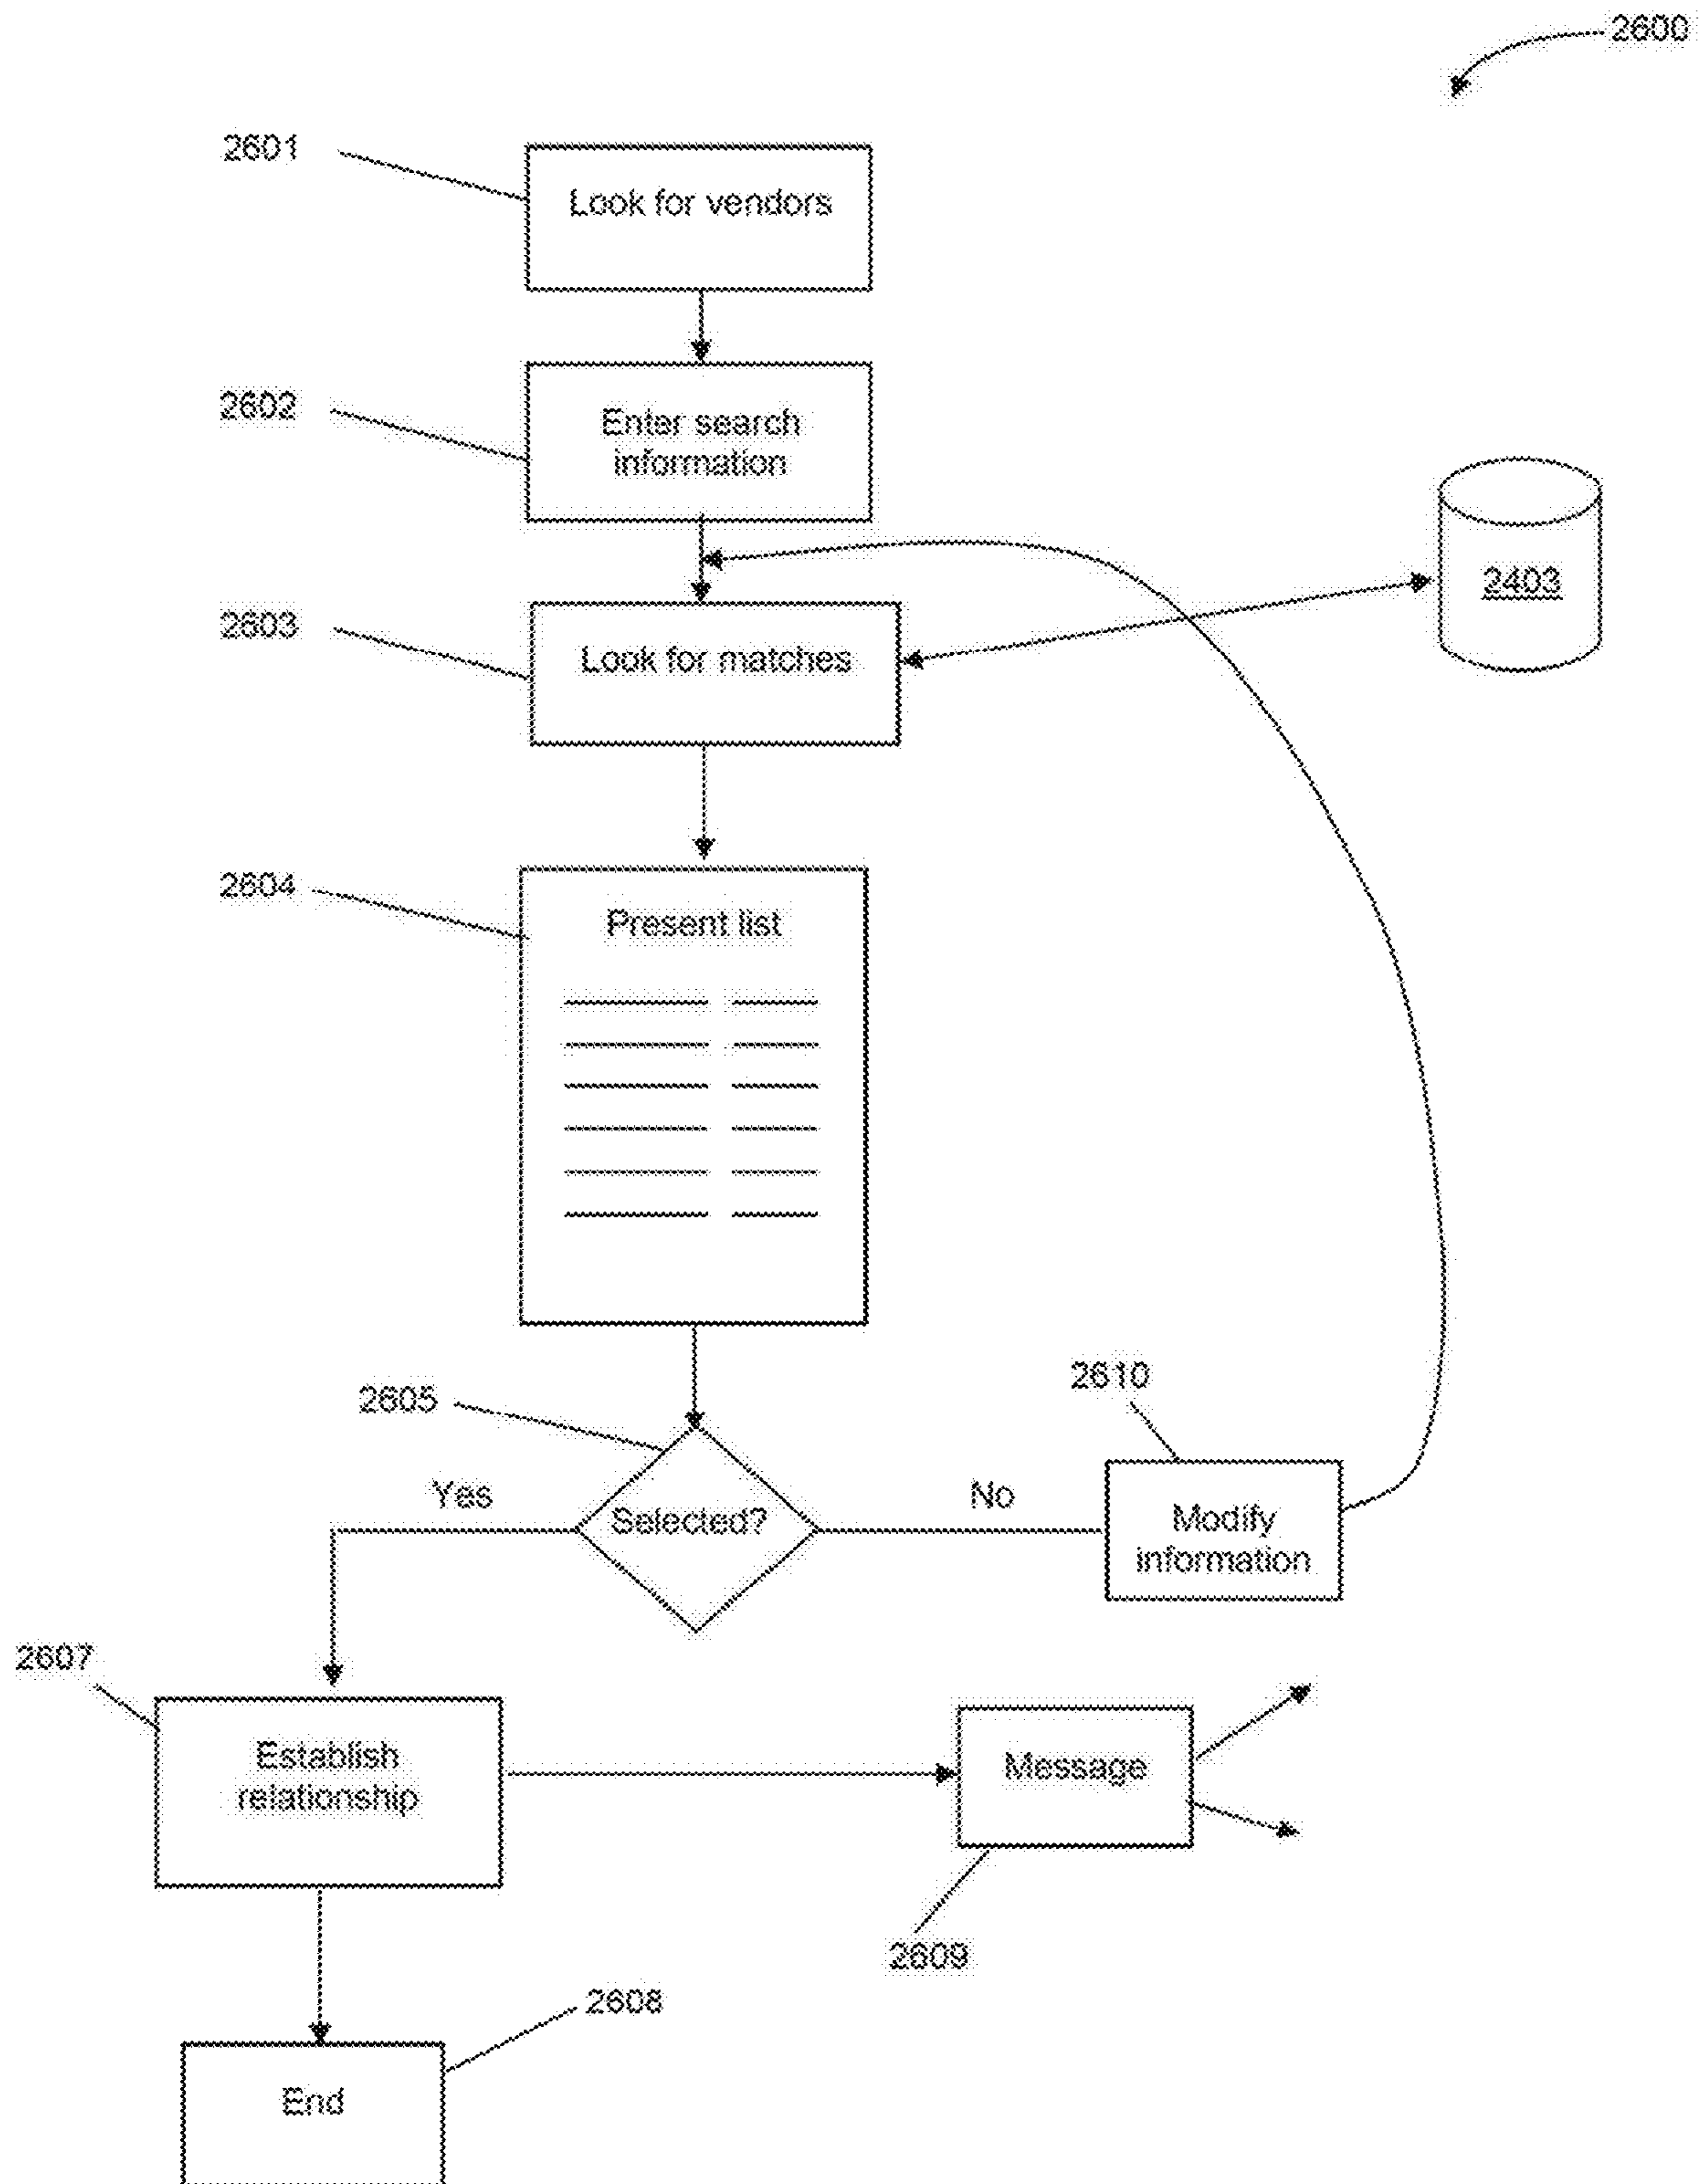 2600
2601
Look for vendors
2602
Enter search
information
2403
2603
Look for matches
2604
Present list
2605
2610
Yes
Selected?
No
Modify
information
2607
Establish
relationship
Message
2609
2608
End